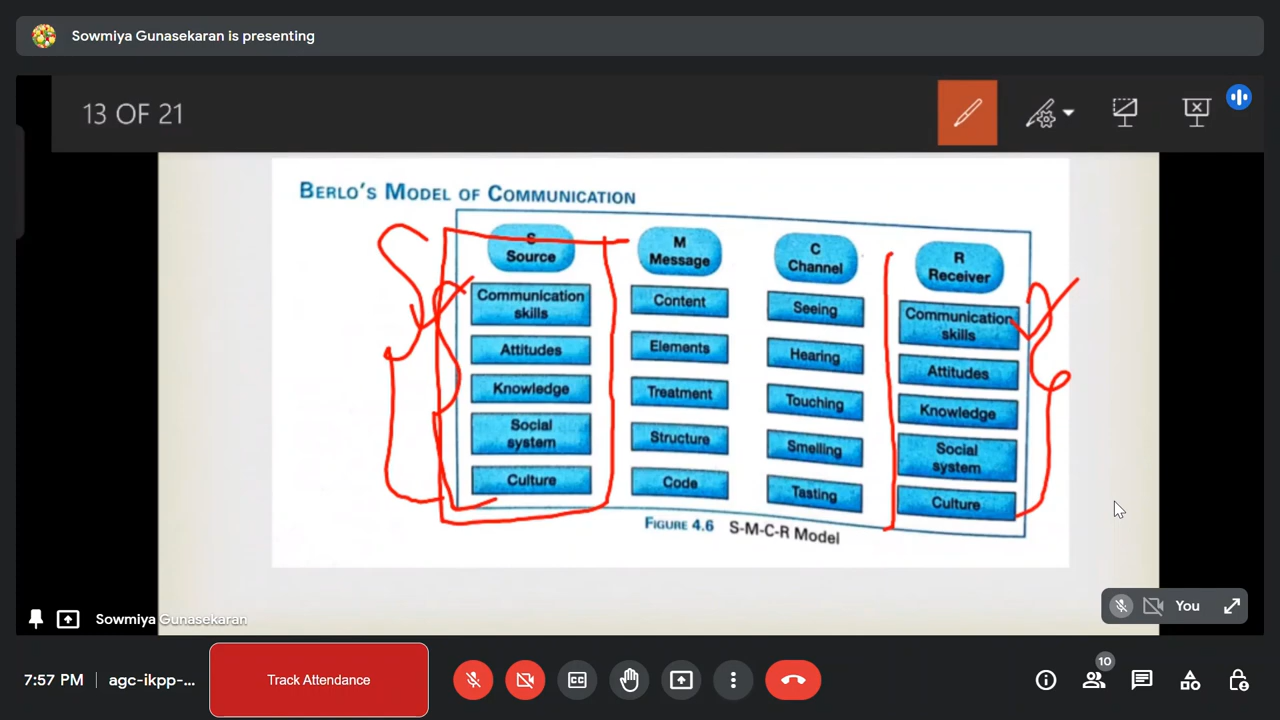 Sowmiya Gunasekaran is presenting
13 OF 21
BERLO'S MODEL OF COMMUNICATION
S
Source
Communication
skills
Attitudes
Knowledge
Social
system
Culture
M
Message
Content
Elements
Treatment
Structure
Code
C
Channel
Seeing
Hearing
Touching
Smelling
Tasting
R
Receiver
Communication
skills
Attitudes
Knowledge
Social
system
Culture
FIGURE 4.6 S-M-C-R Model
Sowmiya Gunasekaran
You
7:57 PM | agc-ikpp-...
Track Attendance
10